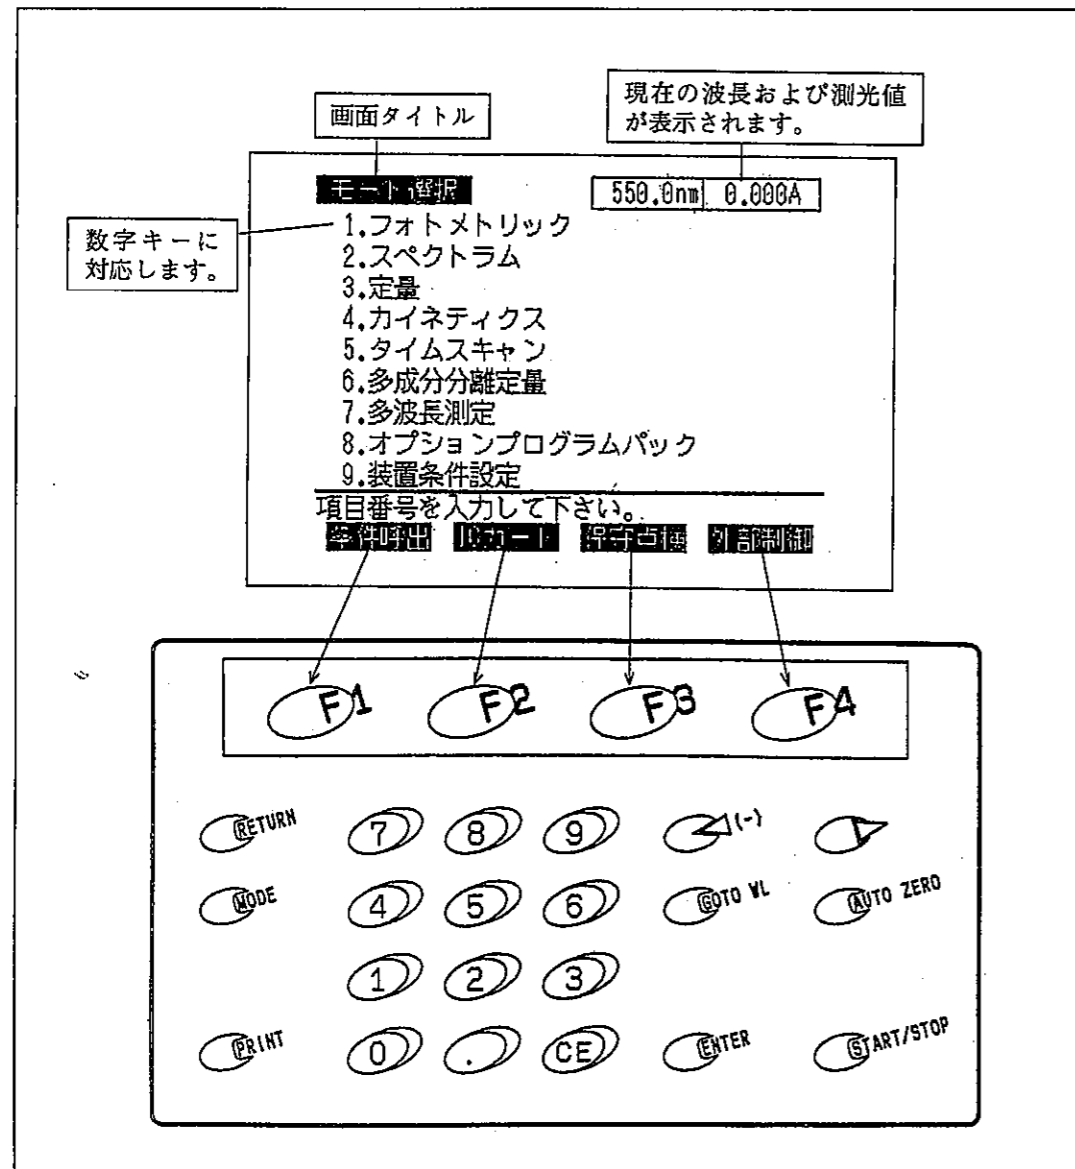 画面タイトル
現在の波長および測光値
が表示されます。
モード選択
550.0nm 0.000A
数字キーに
対応します。
1.フォトメトリック
2.スペクトラム
3.定量
4.カイネティクス
5.タイムスキャン
6.多成分分離定量
7.多波長測定
8.オプションプログラムパック
9.装置条件設定
項目番号を入力して下さい。
条件呼出 ICカード 保守点検 外部制御
F1 F2 F3 F4
RETURN 7 8 9 (-)
MODE 4 5 6 GOTO WL AUTO ZERO
1 2 3
PRINT 0 . CE ENTER START/STOP